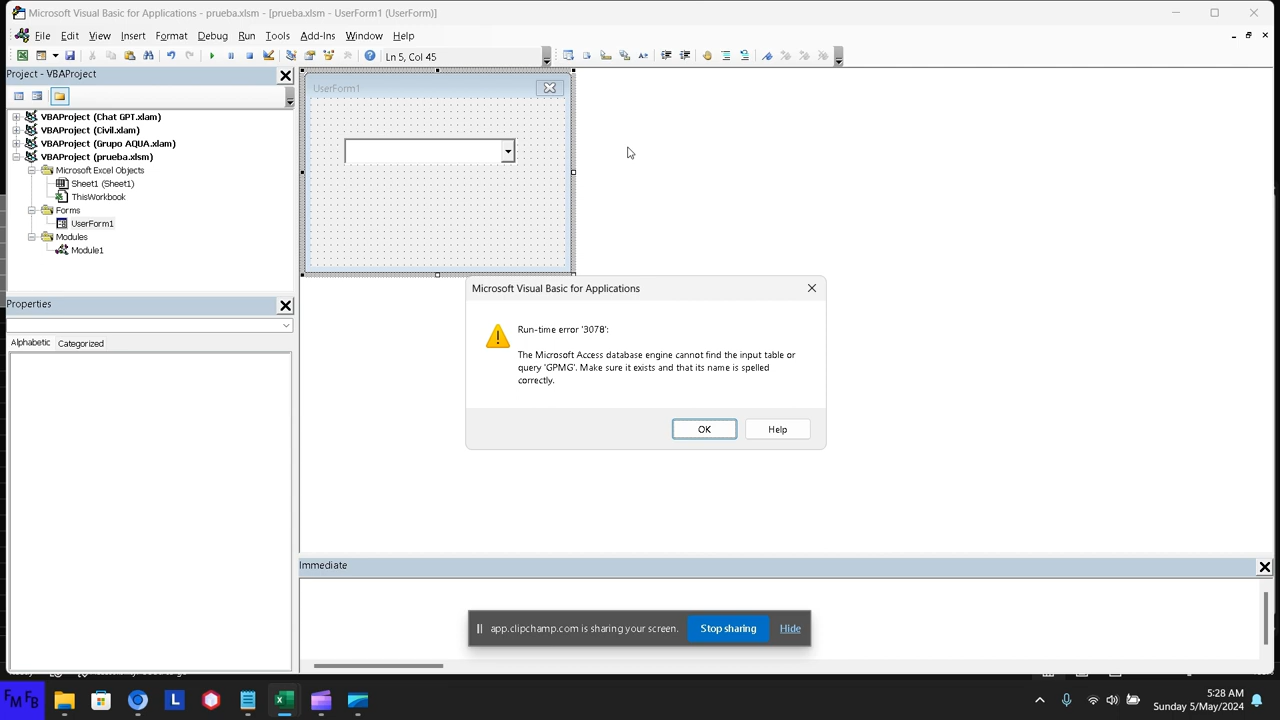 Microsoft Visual Basic for Applications - prueba.xlsm - [prueba.xlsm - UserForm1 (UserForm)]
File Edit View Insert Format Debug Run Tools Add-Ins Window Help
Ln 5, Col 45
Project - VBAProject
VBAProject (Chat GPT.xlam)
VBAProject (Civil.xlam)
VBAProject (Grupo AQUA.xlam)
VBAProject (prueba.xlsm)
Microsoft Excel Objects
Sheet1 (Sheet1)
ThisWorkbook
Forms
UserForm1
Modules
Module1
Properties
Alphabetic Categorized
UserForm1
Microsoft Visual Basic for Applications
Run-time error '3078':
The Microsoft Access database engine cannot find the input table or
query 'GPMG'. Make sure it exists and that its name is spelled
correctly.
OK Help
Immediate
app.clipchamp.com is sharing your screen. Stop sharing Hide
FM FB
L
5:28 AM
Sunday 5/May/2024